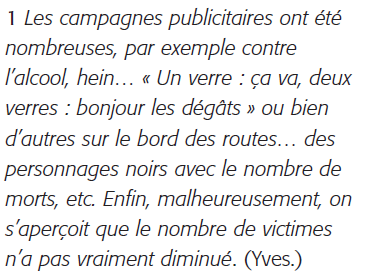 1 Les campagnes publicitaires ont été
nombreuses, par exemple contre
l’alcool, hein… « Un verre : ça va, deux
verres : bonjour les dégâts » ou bien
d’autres sur le bord des routes… des
personnages noirs avec le nombre de
morts, etc. Enfin, malheureusement, on
s’aperçoit que le nombre de victimes
n’a pas vraiment diminué. (Yves.)